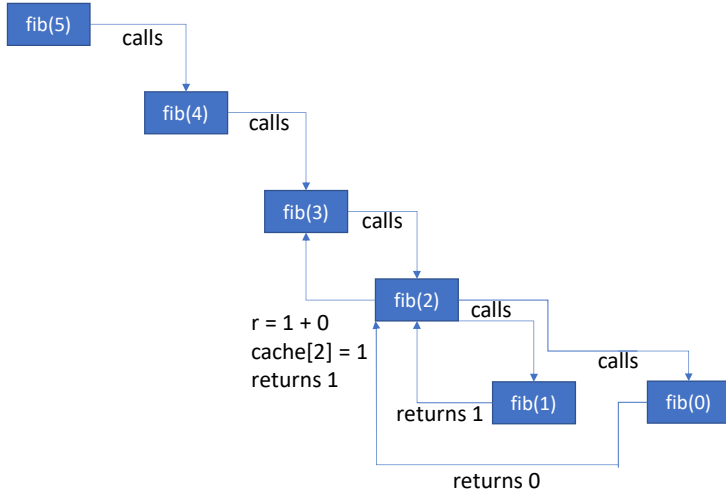 fib(5)
calls
fib(4)
calls
fib(3)
calls
fib(2)
calls
r = 1 + 0
cache[2] = 1
returns 1
calls
fib(1)
fib(0)
returns 1
returns 0